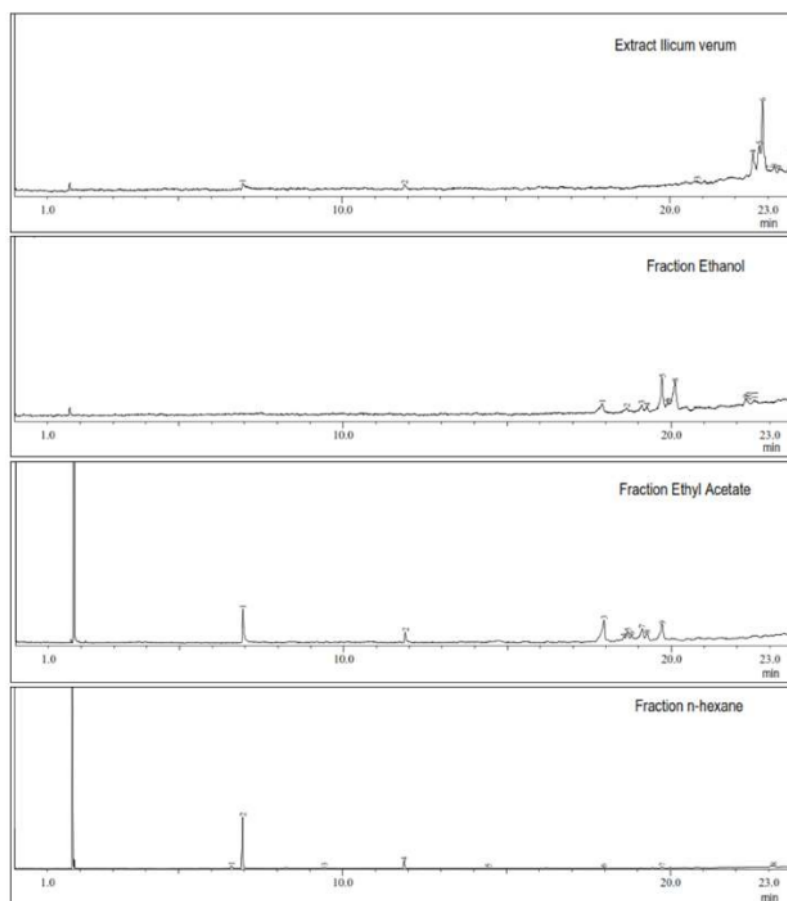 Extract Ilicum verum
1.0 10.0 20.0 23.0
min
Fraction Ethanol
1.0 10.0 20.0 23.0
min
Fraction Ethyl Acetate
1.0 10.0 20.0 23.0
min
Fraction n-hexane
1.0 10.0 20.0 23.0
min